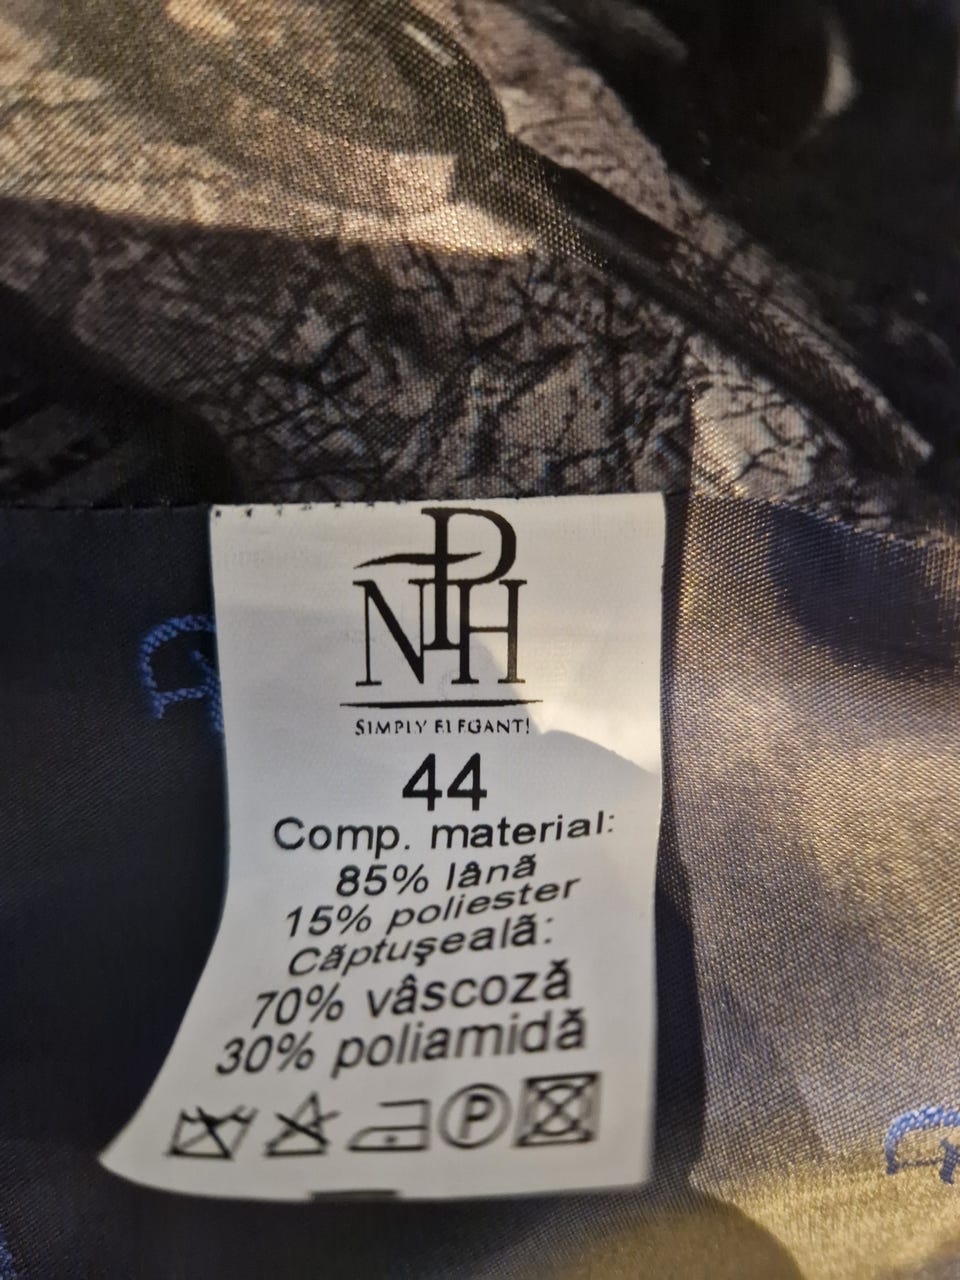 NPH
SIMPLY ELEGANT!
44
Comp. material:
85% lână
15% poliester
Căptuşeală:
70% vâscoză
30% poliamidă
P